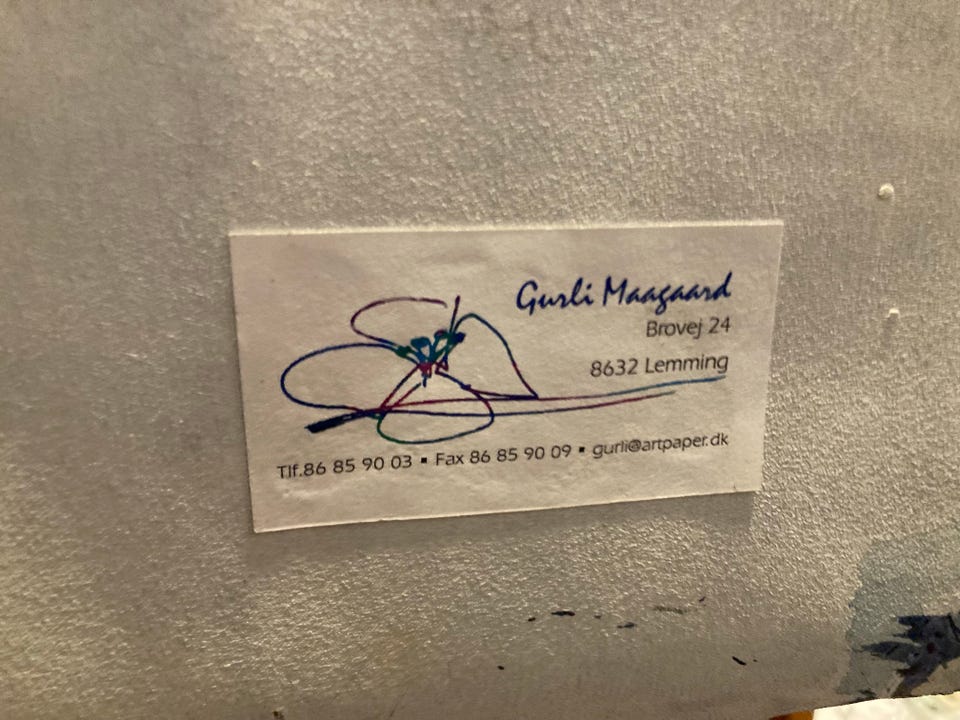 Gurli Maagaard
Brovej 24
8632 Lemming
Tlf.86 85 90 03 ▪ Fax 86 85 90 09 ▪ gurli@artpaper.dk